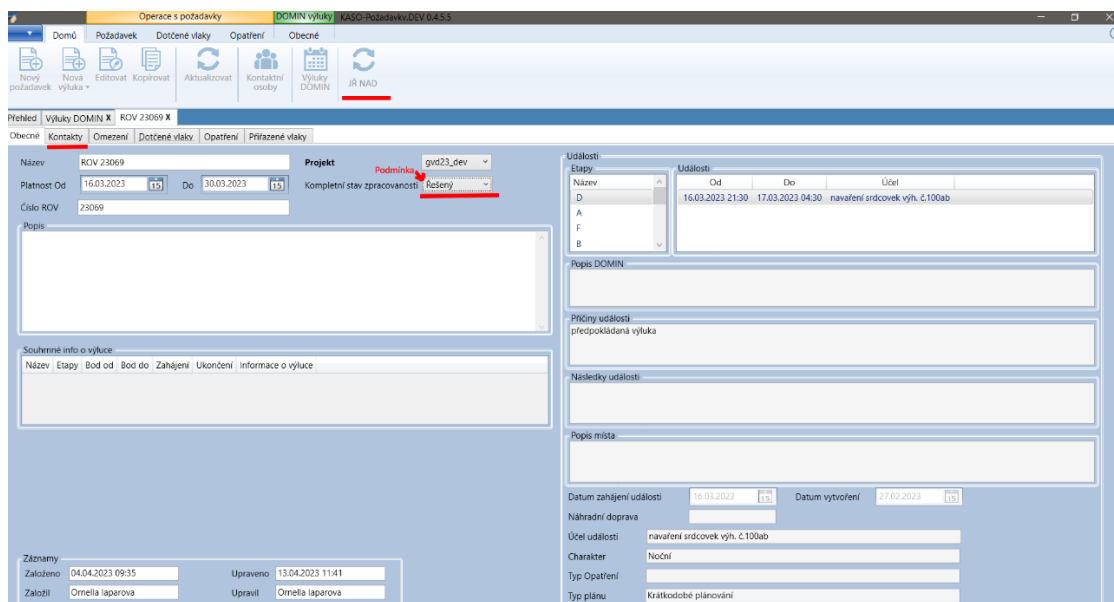 Operace s požadavky DOMIN výluky KASO-Požadavky.DEV 0.4.5.5
Domů Požadavek Dotčené vlaky Opatření Obecné
Nový požadavek Nová výluka Editovat Kopírovat Aktualizovat Kontaktní osoby Výluky DOMIN JŘ NAD
Přehled Výluky DOMIN X ROV 23069 X
Obecné Kontakty Omezení Dotčené vlaky Opatření Přiřazené vlaky
Název ROV 23069 Projekt gvd23_dev
Podmínka
Platnost Od 16.03.2023 15 Do 30.03.2023 15 Kompletní stav zpracovanosti Řešený
Číslo ROV 23069
Popis
Souhrnné info o výluce
Název Etapy Bod od Bod do Zahájení Ukončení Informace o výluce
Záznamy
Založeno 04.04.2023 09:35 Upraveno 13.04.2023 11:41
Založil Ornella Iaparova Upravil Ornella Iaparova
Události
Etapy
Název
D
A
F
B
Události
Od Do Účel
16.03.2023 21:30 17.03.2023 04:30 navaření srdcovek výh. č.100ab
Popis DOMIN
Příčiny události
předpokládaná výluka
Následky události
Popis místa
Datum zahájení události 16.03.2023 15 Datum vytvoření 27.02.2023 15
Náhradní doprava
Účel události navaření srdcovek výh. č.100ab
Charakter Noční
Typ Opatření
Typ plánu Krátkodobé plánování